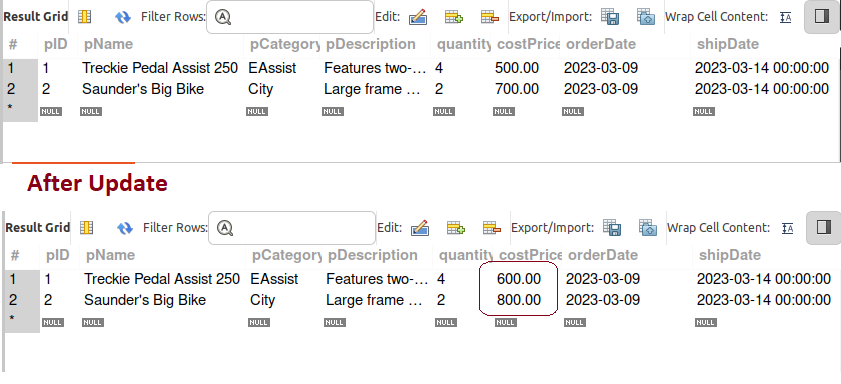 Result Grid Filter Rows: Edit: Export/Import: Wrap Cell Content: IA
# pID pName pCategory pDescription quantity costPrice orderDate shipDate
1 1 Treckie Pedal Assist 250 EAssist Features two-... 4 500.00 2023-03-09 2023-03-14 00:00:00
2 2 Saunder's Big Bike City Large frame ... 2 700.00 2023-03-09 2023-03-14 00:00:00
* NULL NULL NULL NULL NULL NULL NULL NULL
After Update
Result Grid Filter Rows: Edit: Export/Import: Wrap Cell Content: IA
# pID pName pCategory pDescription quantity costPrice orderDate shipDate
1 1 Treckie Pedal Assist 250 EAssist Features two-... 4 600.00 2023-03-09 2023-03-14 00:00:00
2 2 Saunder's Big Bike City Large frame ... 2 800.00 2023-03-09 2023-03-14 00:00:00
* NULL NULL NULL NULL NULL NULL NULL NULL